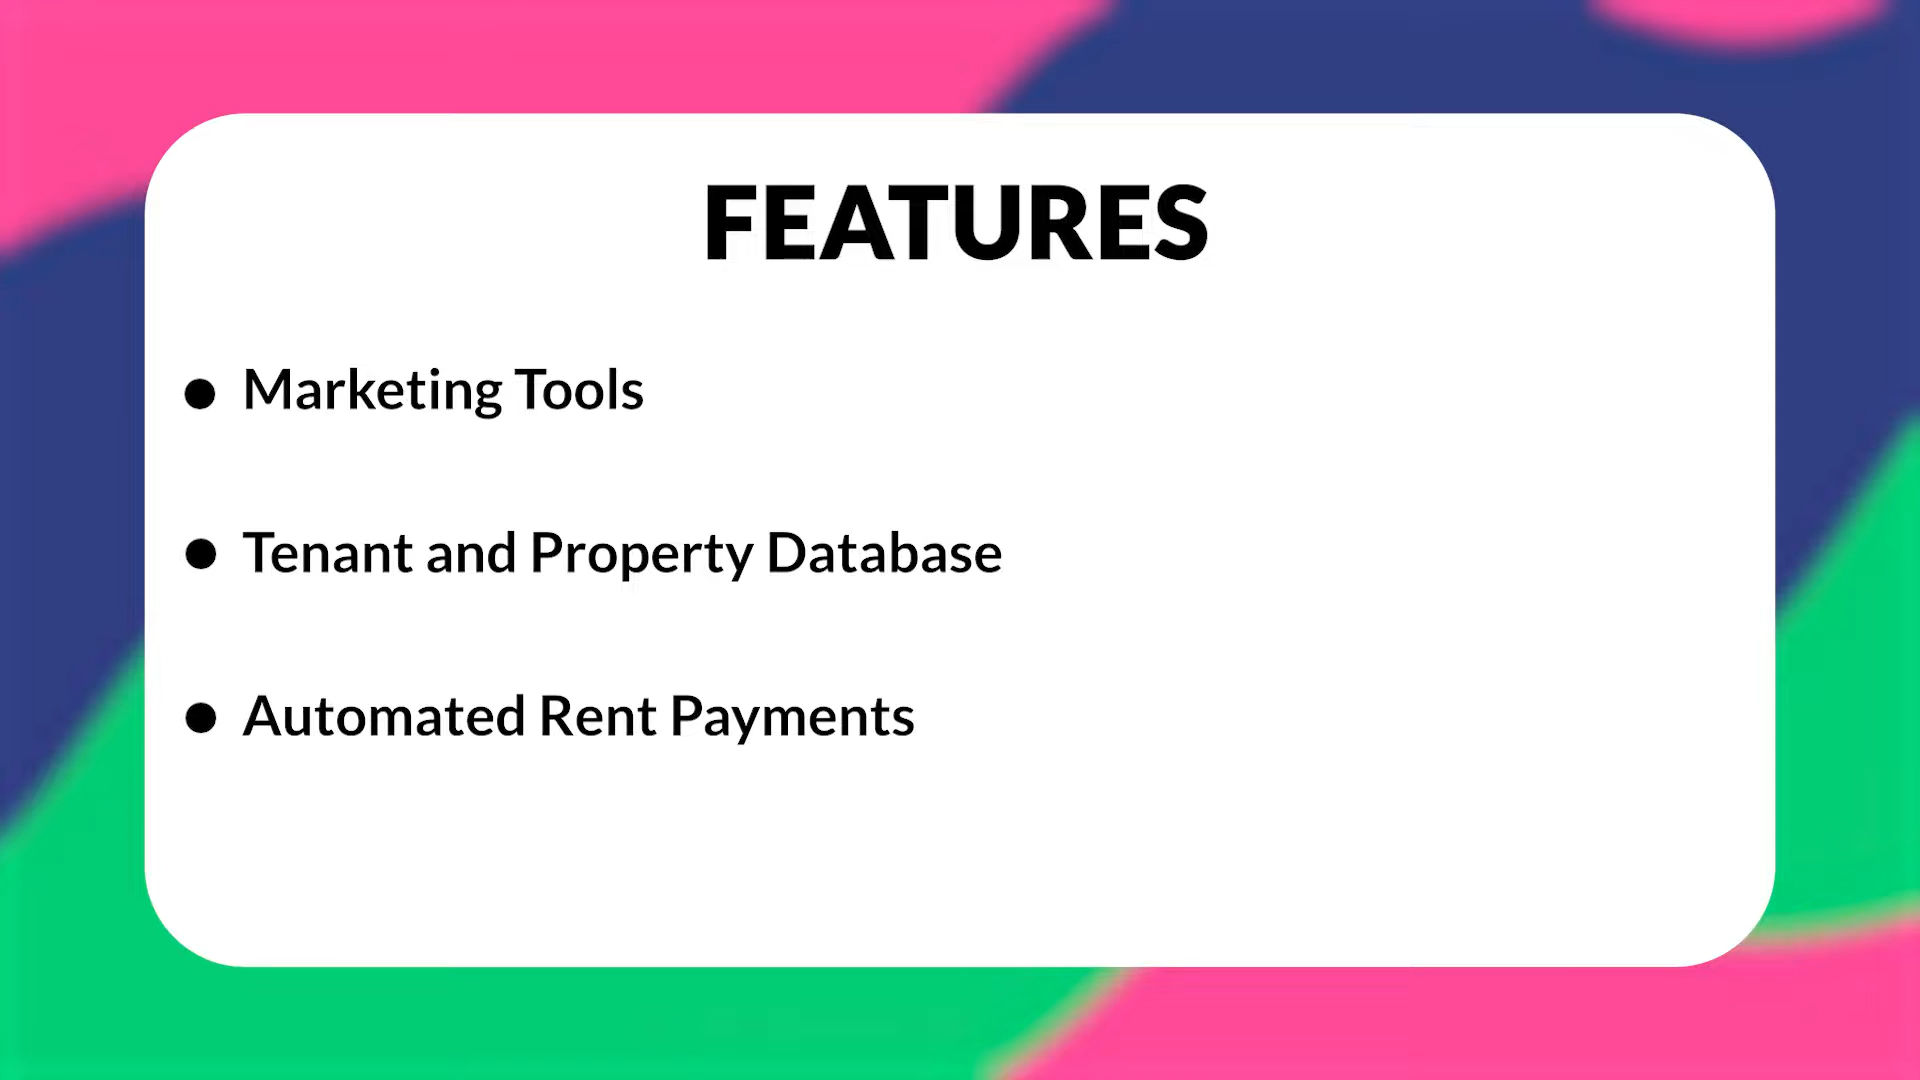 FEATURES
● Marketing Tools
● Tenant and Property Database
● Automated Rent Payments